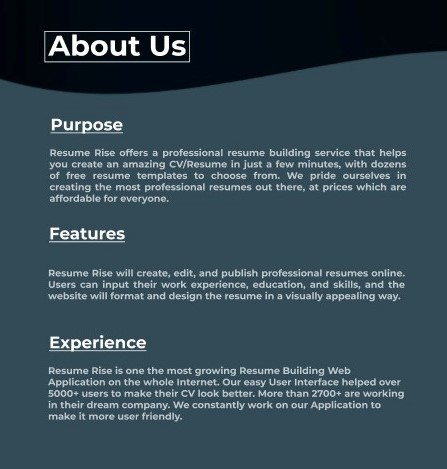 About Us
Purpose
Resume Rise offers a professional resume building service that helps
you create an amazing CV/Resume in just a few minutes, with dozens
of free resume templates to choose from. We pride ourselves in
creating the most professional resumes out there, at prices which are
affordable for everyone.
Features
Resume Rise will create, edit, and publish professional resumes online.
Users can input their work experience, education, and skills, and the
website will format and design the resume in a visually appealing way.
Experience
Resume Rise is one the most growing Resume Building Web
Application on the whole Internet. Our easy User Interface helped over
5000+ users to make their CV look better. More than 2700+ are working
in their dream company. We constantly work on our Application to
make it more user friendly.